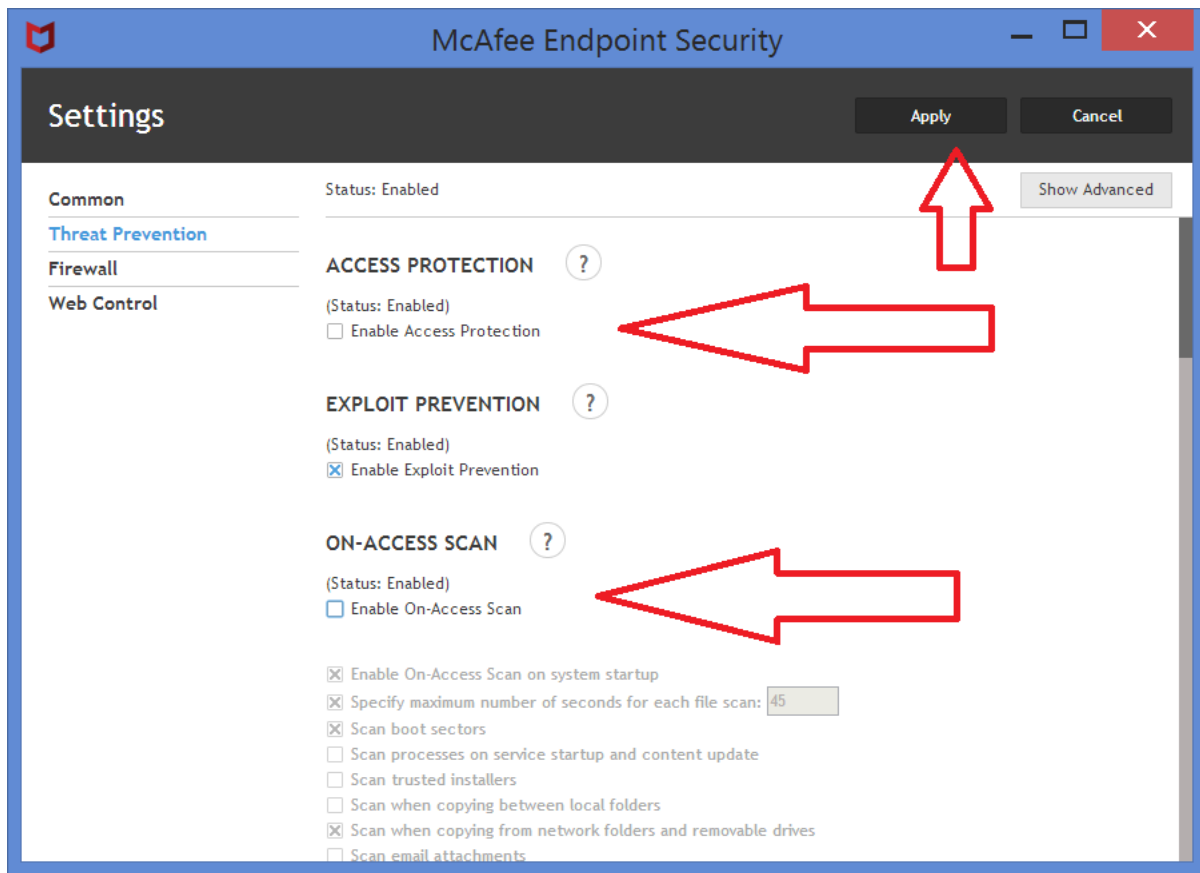 McAfee Endpoint Security
Settings
Apply
Cancel
Common
Threat Prevention
Firewall
Web Control
Status: Enabled
Show Advanced
ACCESS PROTECTION ?
(Status: Enabled)
Enable Access Protection
EXPLOIT PREVENTION ?
(Status: Enabled)
Enable Exploit Prevention
ON-ACCESS SCAN ?
(Status: Enabled)
Enable On-Access Scan
Enable On-Access Scan on system startup
Specify maximum number of seconds for each file scan: 45
Scan boot sectors
Scan processes on service startup and content update
Scan trusted installers
Scan when copying between local folders
Scan when copying from network folders and removable drives
Scan email attachments